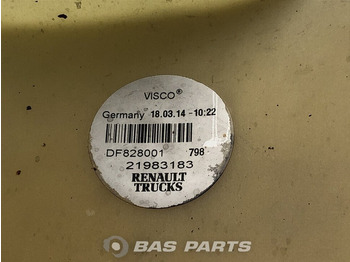 VISCO®
Germany 18.03.14 -10:22
DF828001 798
21983183
RENAULT
TRUCKS
BAS PARTS